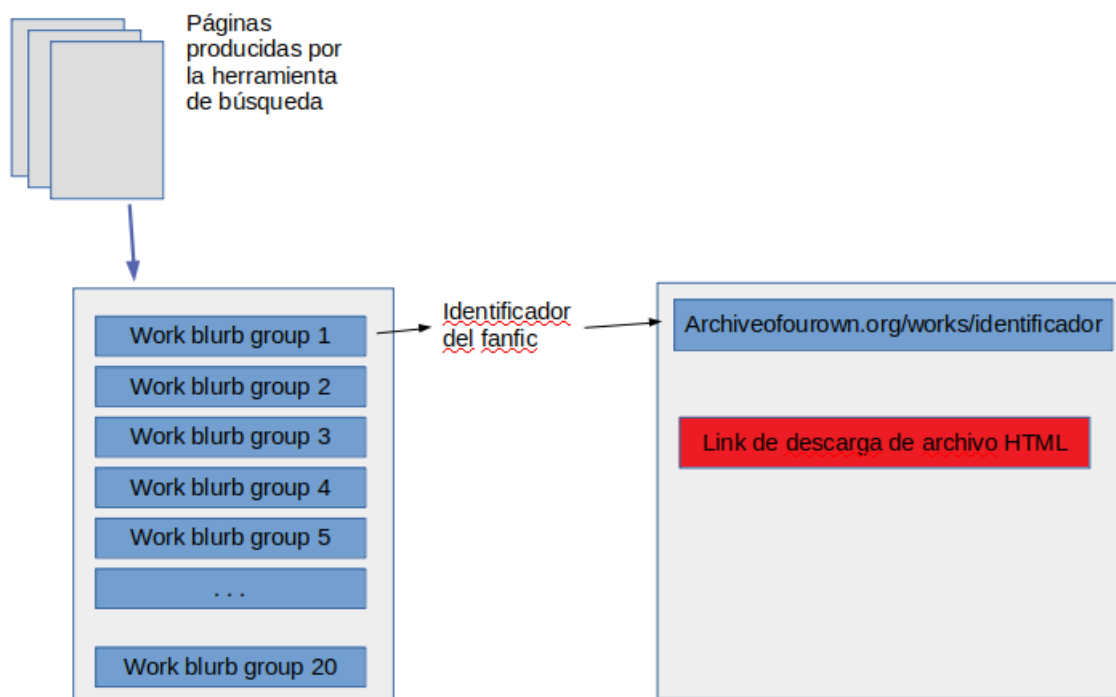 Páginas
producidas por
la herramienta
de búsqueda
Work blurb group 1
Work blurb group 2
Work blurb group 3
Work blurb group 4
Work blurb group 5
. . .
Work blurb group 20
Identificador
del fanfic
Archiveofourown.org/works/identificador
Link de descarga de archivo HTML